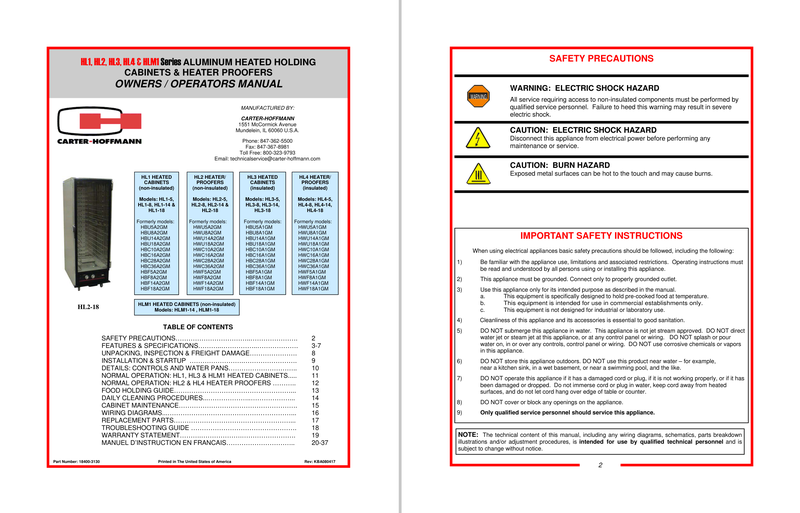 HL1, HL2, HL3, HL4 & HLM1 Series ALUMINUM HEATED HOLDING
CABINETS & HEATER PROOFERS
OWNERS / OPERATORS MANUAL
CARTER-HOFFMANN
MANUFACTURED BY:
CARTER-HOFFMANN
1551 McCormick Avenue
Mundelein, IL 60060 U.S.A.
Phone: 847-362-5500
Fax: 847-367-8981
Toll Free: 800-323-9793
Email: technicalservice@carter-hoffmann.com
HL2-18
HL1 HEATED
CABINETS
(non-insulated)
Models: HL1-5,
HL1-8, HL1-14 &
HL1-18
Formerly models:
HBU5A2GM
HBU8A2GM
HBU14A2GM
HBU18A2GM
HBC10A2GM
HBC16A2GM
HBC28A2GM
HBC36A2GM
HBF5A2GM
HBF8A2GM
HBF14A2GM
HBF18A2GM
HL2 HEATER/
PROOFERS
(non-insulated)
Models: HL2-5,
HL2-8, HL2-14 &
HL2-18
Formerly models:
HWU5A2GM
HWU8A2GM
HWU14A2GM
HWU18A2GM
HWC10A2GM
HWC16A2GM
HWC28A2GM
HWC36A2GM
HWF5A2GM
HWF8A2GM
HWF14A2GM
HWF18A2GM
HL3 HEATED
CABINETS
(insulated)
Models: HL3-5,
HL3-8, HL3-14,
HL3-18
Formerly models:
HBU5A1GM
HBU8A1GM
HBU14A1GM
HBU18A1GM
HBC10A1GM
HBC16A1GM
HBC28A1GM
HBC36A1GM
HBF5A1GM
HBF8A1GM
HBF14A1GM
HBF18A1GM
HL4 HEATER/
PROOFERS
(insulated)
Models: HL4-5,
HL4-8, HL4-14,
HL4-18
Formerly models:
HWU5A1GM
HWU8A1GM
HWU14A1GM
HWU18A1GM
HWC10A1GM
HWC16A1GM
HWC28A1GM
HWC36A1GM
HWF5A1GM
HWF8A1GM
HWF14A1GM
HWF18A1GM
HLM1 HEATED CABINETS (non-insulated)
Models: HLM1-14 , HLM1-18
TABLE OF CONTENTS
SAFETY PRECAUTIONS……………………………………………… 2
FEATURES & SPECIFICATIONS……………………………………… 3-7
UNPACKING, INSPECTION & FREIGHT DAMAGE………………… 8
INSTALLATION & STARTUP ………………………………………… 9
DETAILS: CONTROLS AND WATER PANS………………………… 10
NORMAL OPERATION: HL1, HL3 & HLM1 HEATED CABINETS..… 11
NORMAL OPERATION: HL2 & HL4 HEATER PROOFERS ……….. 12
FOOD HOLDING GUIDE……………………………………………… 13
DAILY CLEANING PROCEDURES…………………………………… 14
CABINET MAINTENANCE…………………………………………… 15
WIRING DIAGRAMS…………………………………………………… 16
REPLACEMENT PARTS……………………………………………… 17
TROUBLESHOOTING GUIDE ………………………………………… 18
WARRANTY STATEMENT…………………………………………… 19
MANUEL D'INSTRUCTION EN FRANCAIS………………………… 20-37
Part Number: 18400-2130 Printed in The United States of America Rev: KBA080417
SAFETY PRECAUTIONS
WARNING: ELECTRIC SHOCK HAZARD
All service requiring access to non-insulated components must be performed by
qualified service personnel. Failure to heed this warning may result in severe
electric shock.
CAUTION: ELECTRIC SHOCK HAZARD
Disconnect this appliance from electrical power before performing any
maintenance or service.
CAUTION: BURN HAZARD
Exposed metal surfaces can be hot to the touch and may cause burns.
IMPORTANT SAFETY INSTRUCTIONS
When using electrical appliances basic safety precautions should be followed, including the following:
1) Be familiar with the appliance use, limitations and associated restrictions. Operating instructions must
be read and understood by all persons using or installing this appliance.
2) This appliance must be grounded. Connect only to properly grounded outlet.
3) Use this appliance only for its intended purpose as described in the manual.
a. This equipment is specifically designed to hold pre-cooked food at temperature.
b. This equipment is intended for use in commercial establishments only.
c. This appliance is not designed for industrial or laboratory use.
4) Cleanliness of this appliance and its accessories is essential to good sanitation.
5) DO NOT submerge this appliance in water. This appliance is not jet stream approved. DO NOT direct
water jet or steam jet at this appliance, or at any control panel or wiring. DO NOT splash or pour
water on, in or over any controls, control panel or wiring. DO NOT use corrosive chemicals or vapors
in this appliance.
6) DO NOT store this appliance outdoors. DO NOT use this product near water – for example,
near a kitchen sink, in a wet basement, or near a swimming pool, and the like.
7) DO NOT operate this appliance if it has a damaged cord or plug, if it is not working properly, or if it has
been damaged or dropped. Do not immerse cord or plug in water, keep cord away from heated
surfaces, and do not let cord hang over edge of table or counter.
8) DO NOT cover or block any openings on the appliance.
9) Only qualified service personnel should service this appliance.
NOTE: The technical content of this manual, including any wiring diagrams, schematics, parts breakdown
illustrations and/or adjustment procedures, is intended for use by qualified technical personnel and is
subject to change without notice.
2